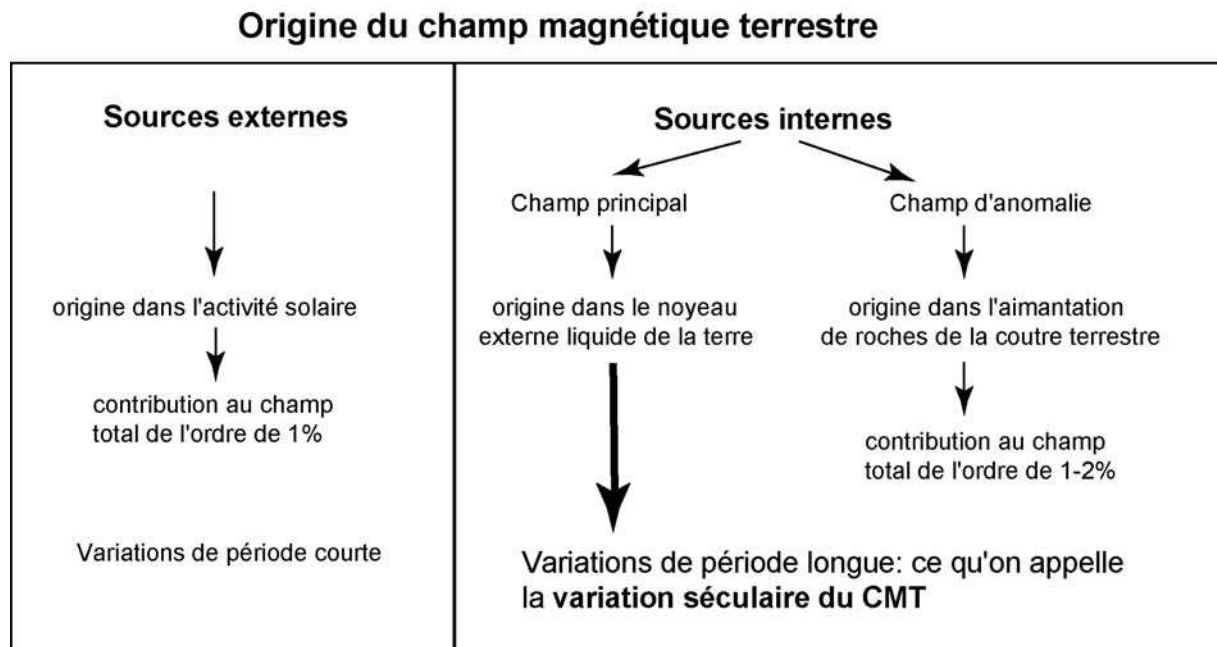 Origine du champ magnétique terrestre
Sources externes
origine dans l'activité solaire
contribution au champ
total de l'ordre de 1%
Variations de période courte
Sources internes
Champ principal
origine dans le noyeau
externe liquide de la terre
Champ d'anomalie
origine dans l'aimantation
de roches de la coutre terrestre
contribution au champ
total de l'ordre de 1-2%
Variations de période longue: ce qu'on appelle
la variation séculaire du CMT